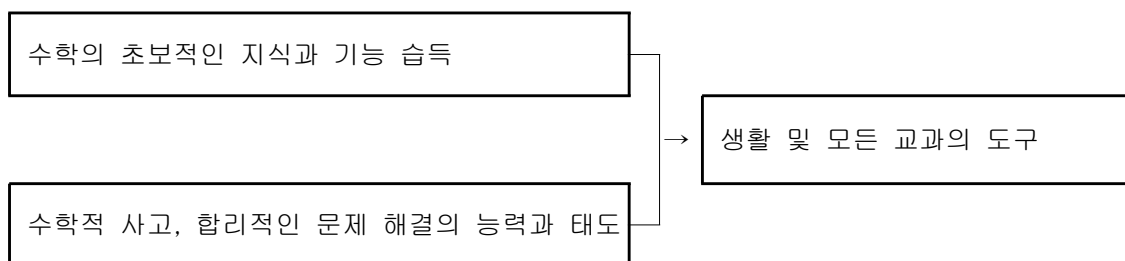 수학의 초보적인 지식과 기능 습득
→ 생활 및 모든 교과의 도구
수학적 사고, 합리적인 문제 해결의 능력과 태도